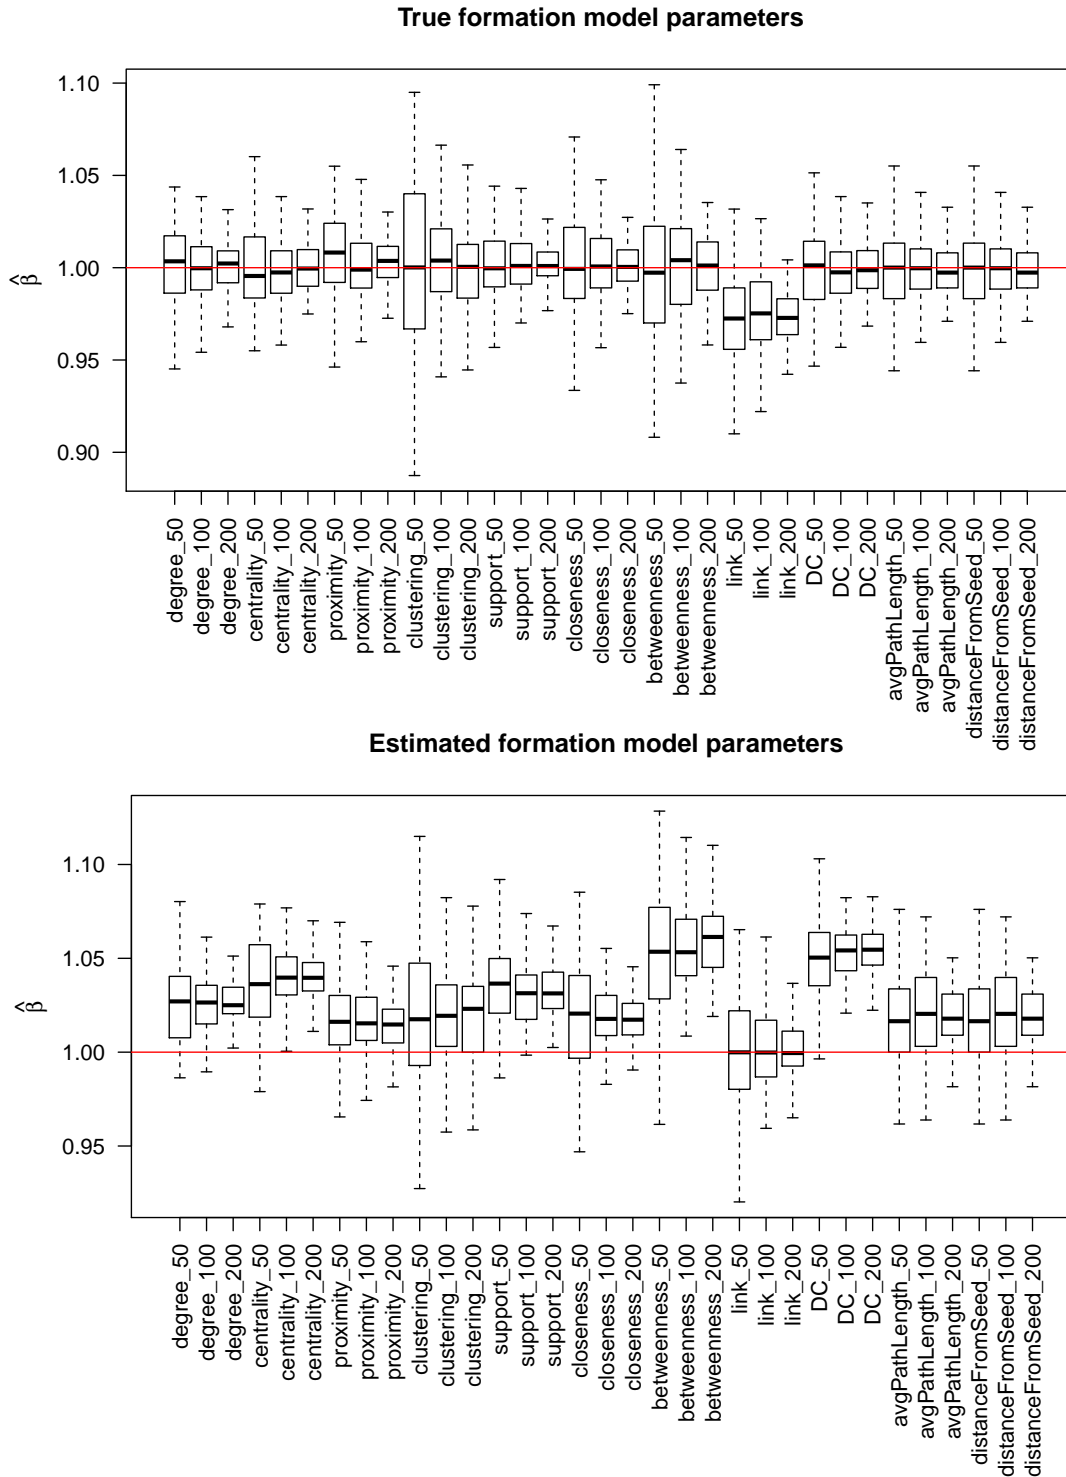 True formation model parameters
β̂
1.10
1.05
1.00
0.95
0.90
degree_50
degree_100
degree_200
centrality_50
centrality_100
centrality_200
proximity_50
proximity_100
proximity_200
clustering_50
clustering_100
clustering_200
support_50
support_100
support_200
closeness_50
closeness_100
closeness_200
betweenness_50
betweenness_100
betweenness_200
link_50
link_100
link_200
DC_50
DC_100
DC_200
avgPathLength_50
avgPathLength_100
avgPathLength_200
distanceFromSeed_50
distanceFromSeed_100
distanceFromSeed_200
Estimated formation model parameters
β̂
1.10
1.05
1.00
0.95
degree_50
degree_100
degree_200
centrality_50
centrality_100
centrality_200
proximity_50
proximity_100
proximity_200
clustering_50
clustering_100
clustering_200
support_50
support_100
support_200
closeness_50
closeness_100
closeness_200
betweenness_50
betweenness_100
betweenness_200
link_50
link_100
link_200
DC_50
DC_100
DC_200
avgPathLength_50
avgPathLength_100
avgPathLength_200
distanceFromSeed_50
distanceFromSeed_100
distanceFromSeed_200